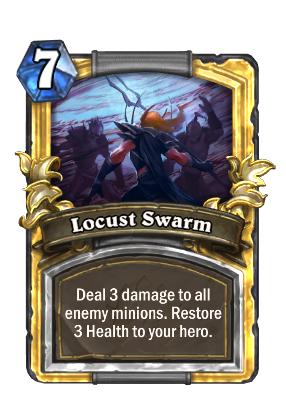 7
Locust Swarm
Deal 3 damage to all
enemy minions. Restore
3 Health to your hero.